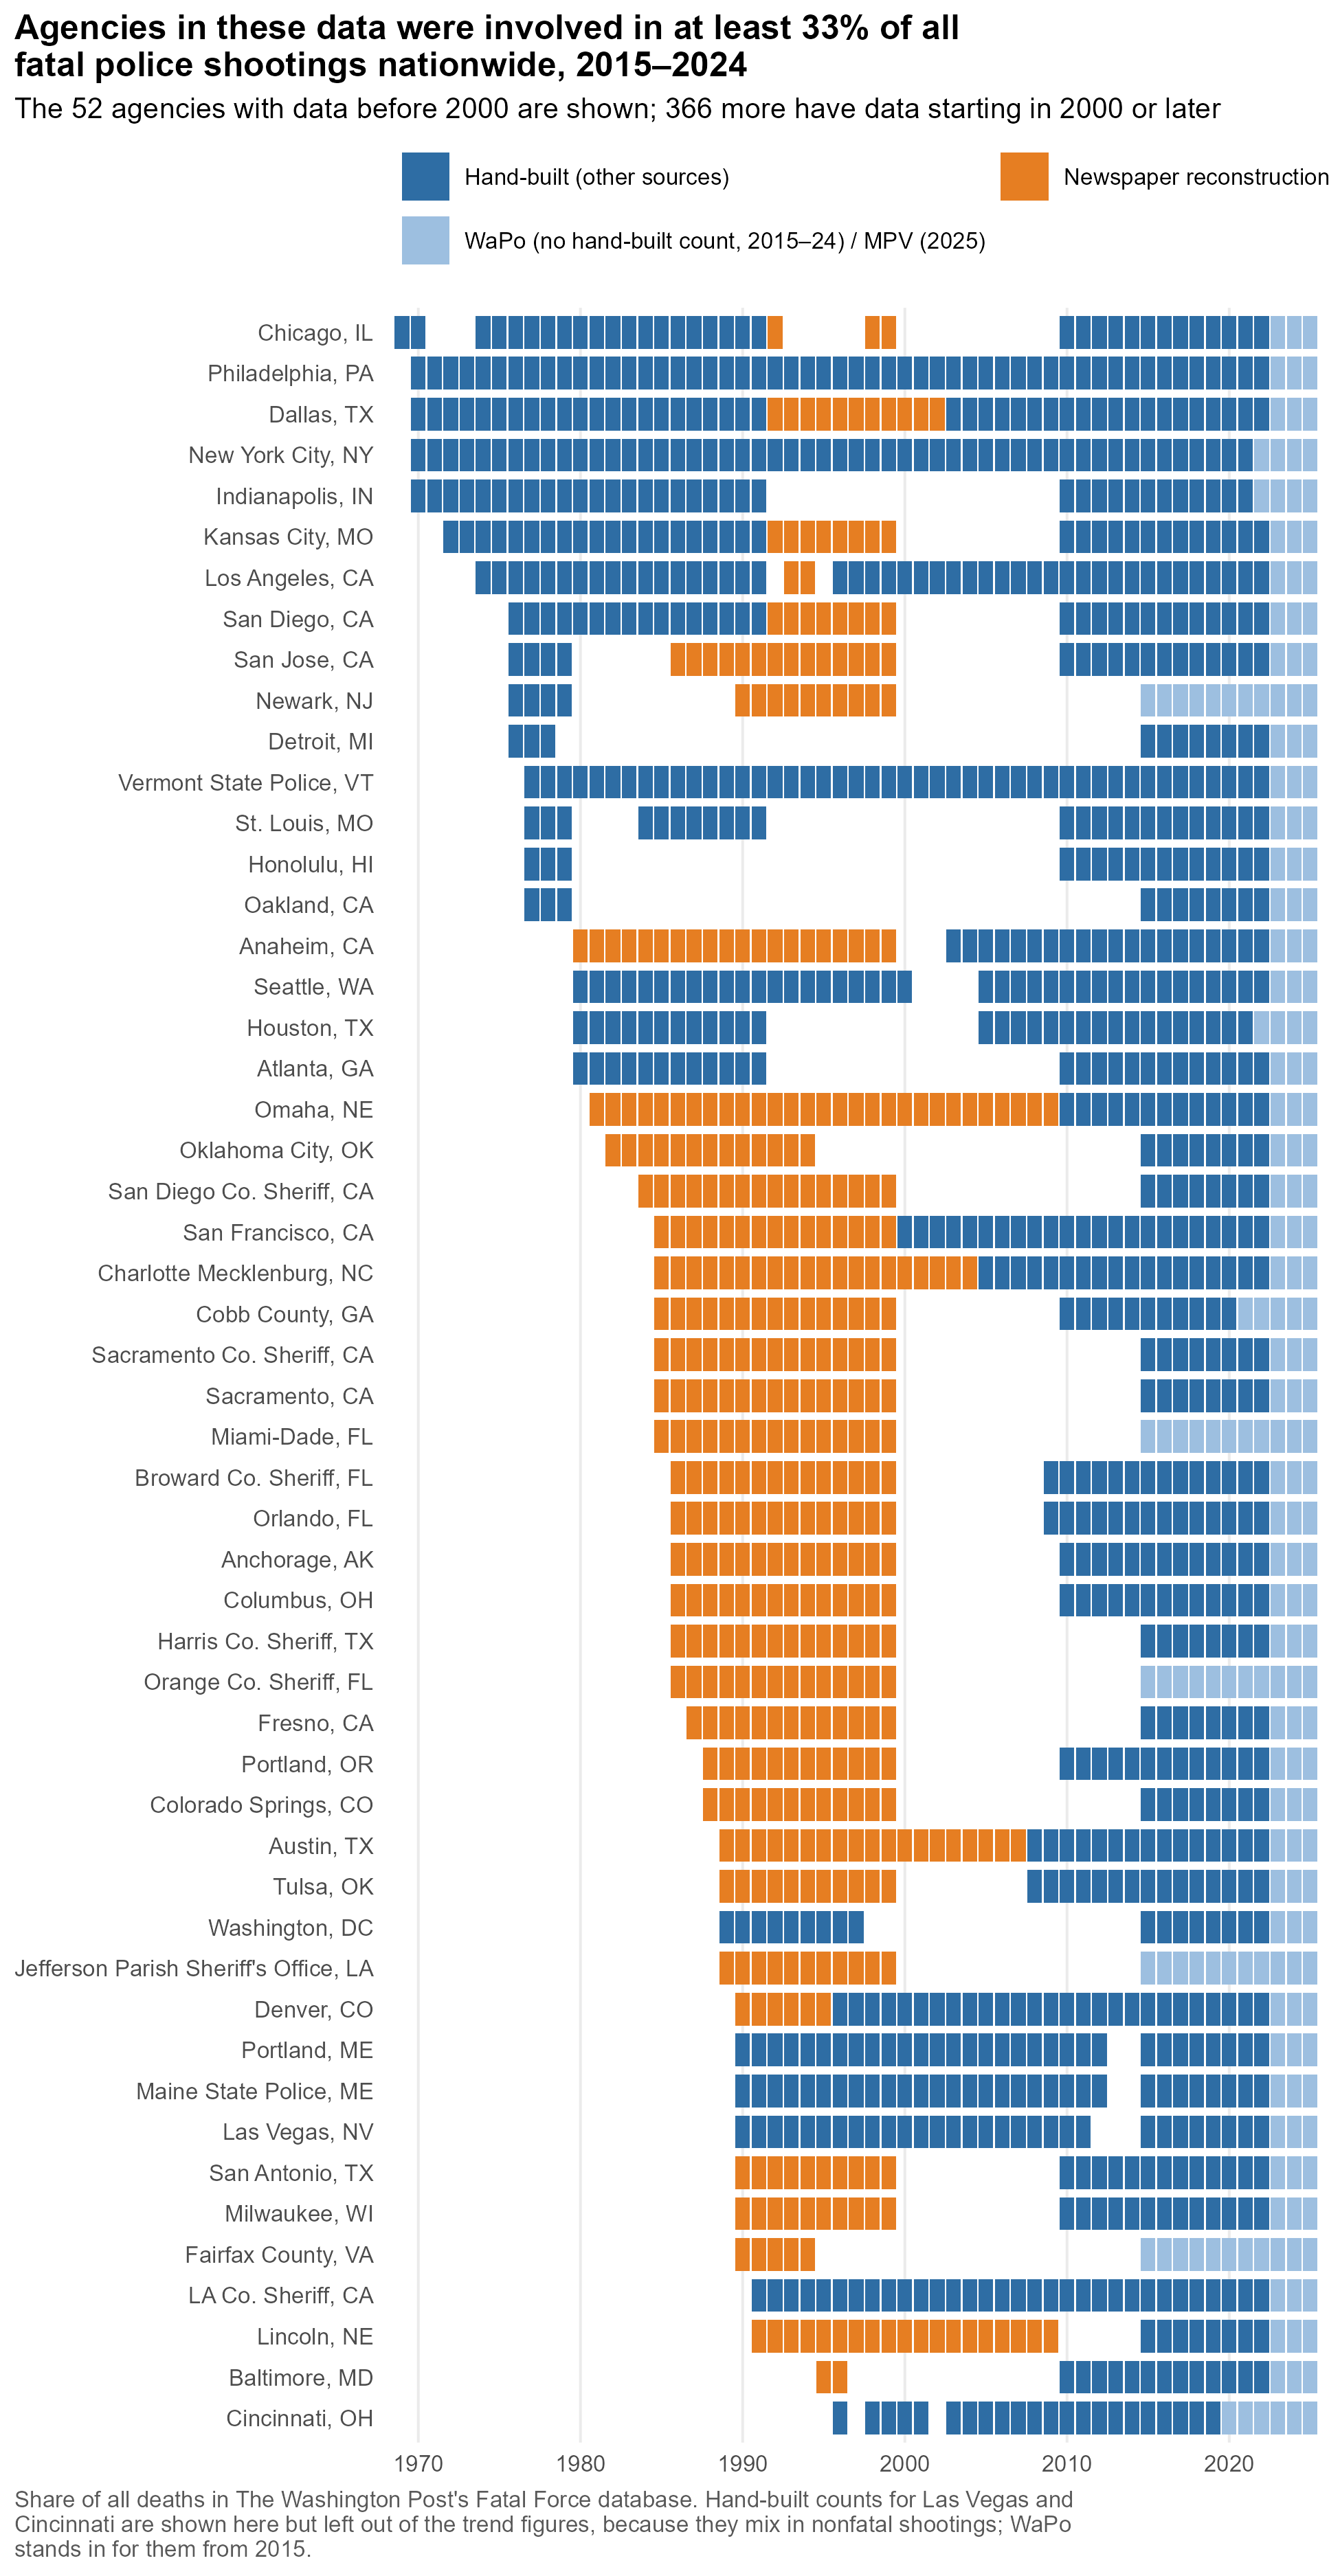 Agencies in these data were involved in at least 33% of all
fatal police shootings nationwide, 2015–2024
The 52 agencies with data before 2000 are shown; 366 more have data starting in 2000 or later
Hand-built (other sources)
Newspaper reconstruction
WaPo (no hand-built count, 2015–24) / MPV (2025)
Chicago, IL
Philadelphia, PA
Dallas, TX
New York City, NY
Indianapolis, IN
Kansas City, MO
Los Angeles, CA
San Diego, CA
San Jose, CA
Newark, NJ
Detroit, MI
Vermont State Police, VT
St. Louis, MO
Honolulu, HI
Oakland, CA
Anaheim, CA
Seattle, WA
Houston, TX
Atlanta, GA
Omaha, NE
Oklahoma City, OK
San Diego Co. Sheriff, CA
San Francisco, CA
Charlotte Mecklenburg, NC
Cobb County, GA
Sacramento Co. Sheriff, CA
Sacramento, CA
Miami-Dade, FL
Broward Co. Sheriff, FL
Orlando, FL
Anchorage, AK
Columbus, OH
Harris Co. Sheriff, TX
Orange Co. Sheriff, FL
Fresno, CA
Portland, OR
Colorado Springs, CO
Austin, TX
Tulsa, OK
Washington, DC
Jefferson Parish Sheriff's Office, LA
Denver, CO
Portland, ME
Maine State Police, ME
Las Vegas, NV
San Antonio, TX
Milwaukee, WI
Fairfax County, VA
LA Co. Sheriff, CA
Lincoln, NE
Baltimore, MD
Cincinnati, OH
1970 1980 1990 2000 2010 2020
Share of all deaths in The Washington Post's Fatal Force database. Hand-built counts for Las Vegas and
Cincinnati are shown here but left out of the trend figures, because they mix in nonfatal shootings; WaPo
stands in for them from 2015.